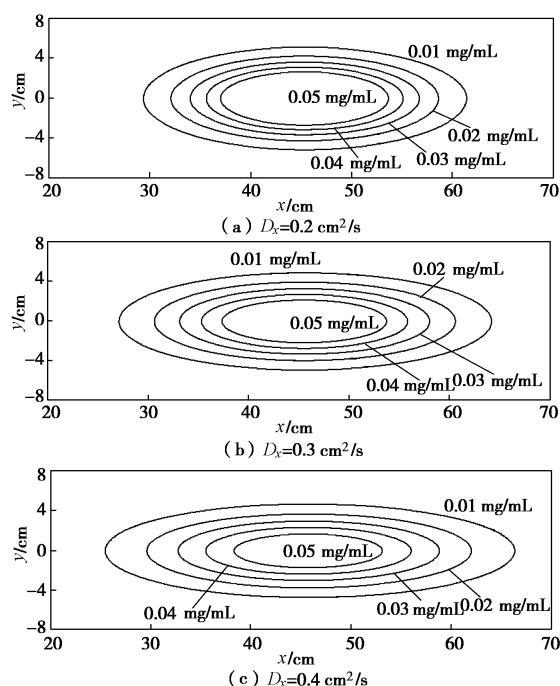 8
0.01 mg/mL
4
y/cm
0
0.05 mg/mL
0.02 mg/mL
-4
0.03 mg/mL
0.04 mg/mL
-8
20 30 40 50 60 70
x/cm
(a) Dx=0.2 cm²/s
8
0.01 mg/mL
0.02 mg/mL
4
y/cm
0
0.05 mg/mL
-4
0.04 mg/mL 0.03 mg/mL
-8
20 30 40 50 60 70
x/cm
(b) Dx=0.3 cm²/s
8
0.01 mg/mL
4
y/cm
0
0.05 mg/mL
-4
0.04 mg/mL
0.03 mg/mL 0.02 mg/mL
-8
20 30 40 50 60 70
x/cm
(c) Dx=0.4 cm²/s